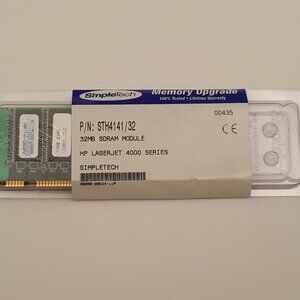 SimpleTech
Memory Upgrade
100% Tested • Lifetime Warranty
00435
P/N: STH4141/32
32MB SDRAM MODULE
CE
HP LASERJET 4000 SERIES
SIMPLETECH